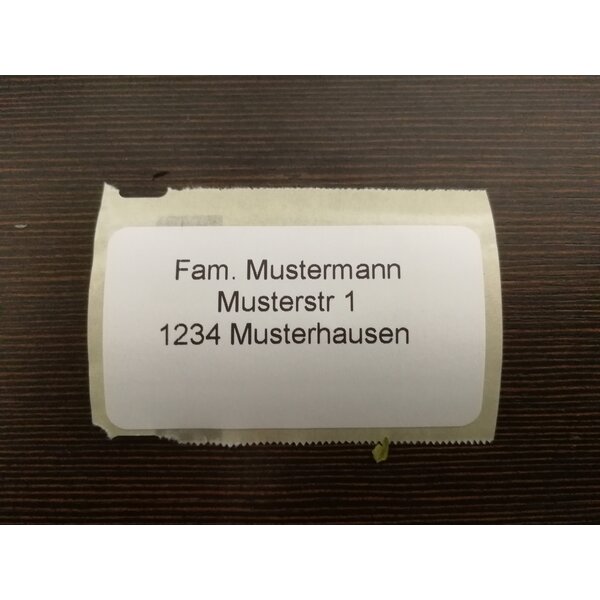 Fam. Mustermann
Musterstr 1
1234 Musterhausen